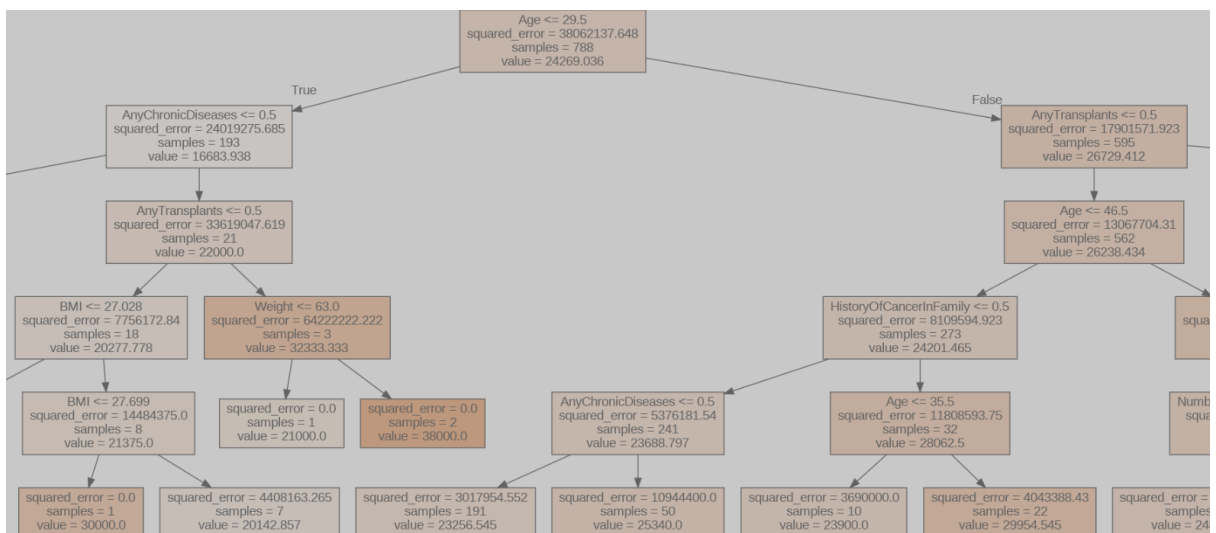 Age <= 29.5
squared_error = 38062137.648
samples = 788
value = 24269.036
True
False
AnyChronicDiseases <= 0.5
squared_error = 24019275.685
samples = 193
value = 16683.938
AnyTransplants <= 0.5
squared_error = 17901571.923
samples = 595
value = 26729.412
AnyTransplants <= 0.5
squared_error = 33619047.619
samples = 21
value = 22000.0
Age <= 46.5
squared_error = 13067704.31
samples = 562
value = 26238.434
BMI <= 27.028
squared_error = 7756172.84
samples = 18
value = 20277.778
Weight <= 63.0
squared_error = 64222222.222
samples = 3
value = 32333.333
HistoryOfCancerInFamily <= 0.5
squared_error = 8109594.923
samples = 273
value = 24201.465
BMI <= 27.699
squared_error = 14484375.0
samples = 8
value = 21375.0
squared_error = 0.0
samples = 1
value = 21000.0
squared_error = 0.0
samples = 2
value = 38000.0
AnyChronicDiseases <= 0.5
squared_error = 5376181.54
samples = 241
value = 23688.797
Age <= 35.5
squared_error = 11808593.75
samples = 32
value = 28062.5
squared_error = 0.0
samples = 1
value = 30000.0
squared_error = 4408163.265
samples = 7
value = 20142.857
squared_error = 3017954.552
samples = 191
value = 23256.545
squared_error = 10944400.0
samples = 50
value = 25340.0
squared_error = 3690000.0
samples = 10
value = 23900.0
squared_error = 4043388.43
samples = 22
value = 29954.545
squared_error =